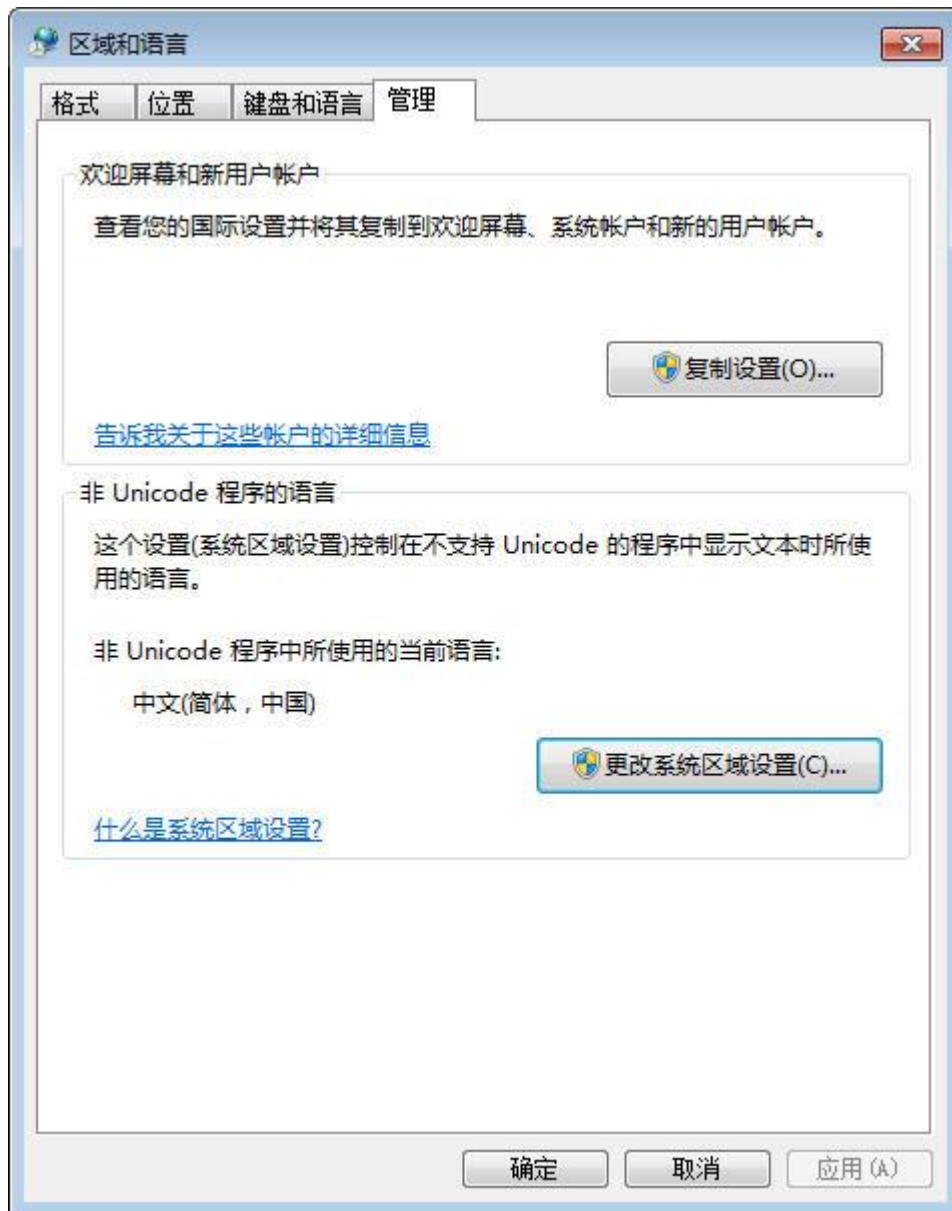 区域和语言
格式 位置 键盘和语言 管理
欢迎屏幕和新用户帐户
查看您的国际设置并将其复制到欢迎屏幕、系统帐户和新的用户帐户。
复制设置(O)...
告诉我关于这些帐户的详细信息
非 Unicode 程序的语言
这个设置(系统区域设置)控制在不支持 Unicode 的程序中显示文本时所使
用的语言。
非 Unicode 程序中所使用的当前语言:
中文(简体，中国)
更改系统区域设置(C)...
什么是系统区域设置?
确定 取消 应用(A)